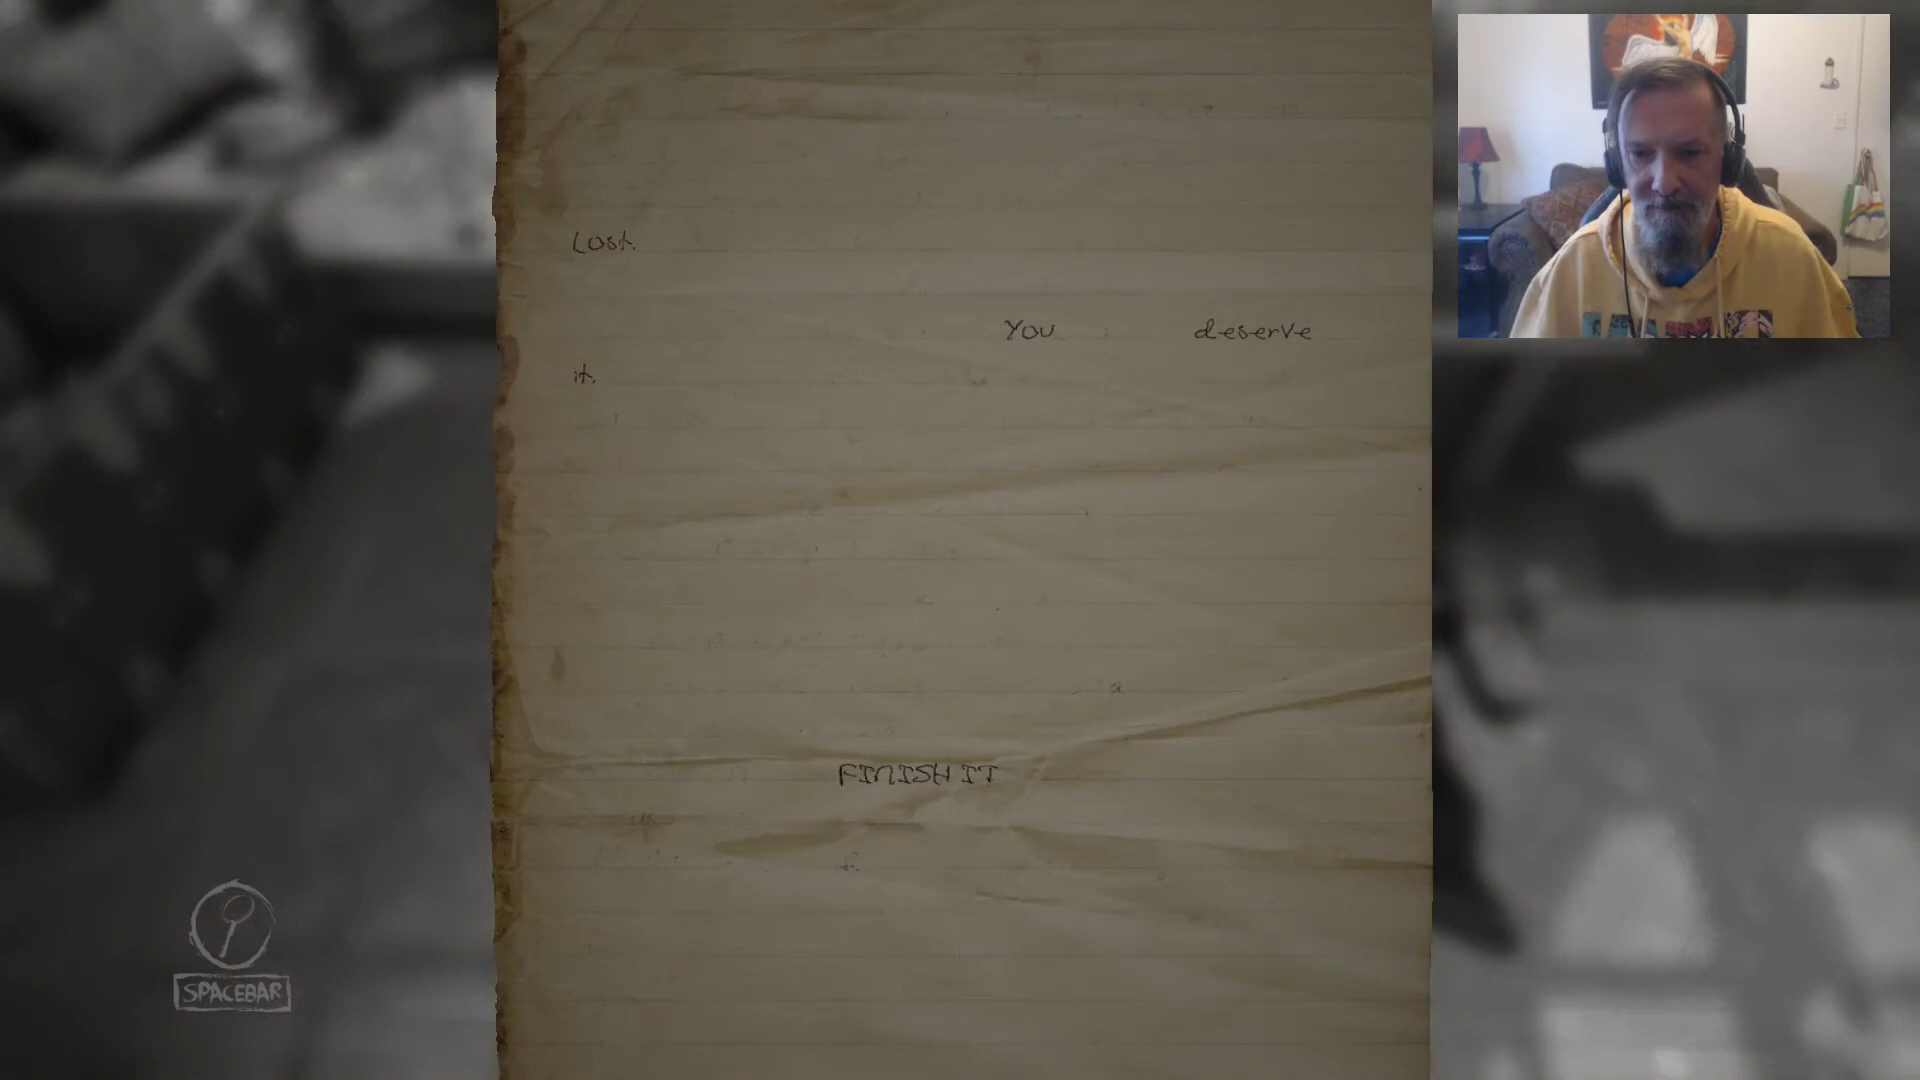 Lost.
You deserve
it.
FINISH IT
SPACEBAR